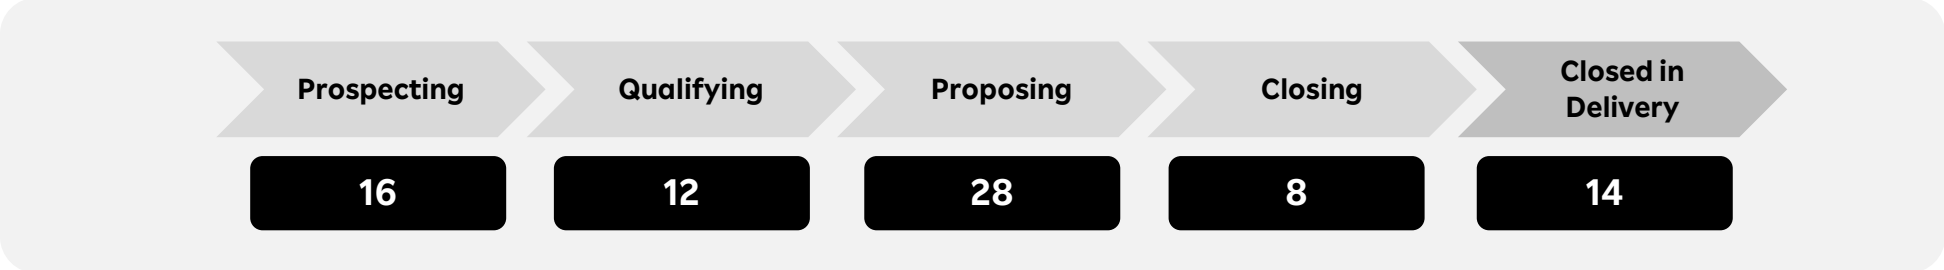 Prospecting
Qualifying
Proposing
Closing
Closed in
Delivery
16
12
28
8
14